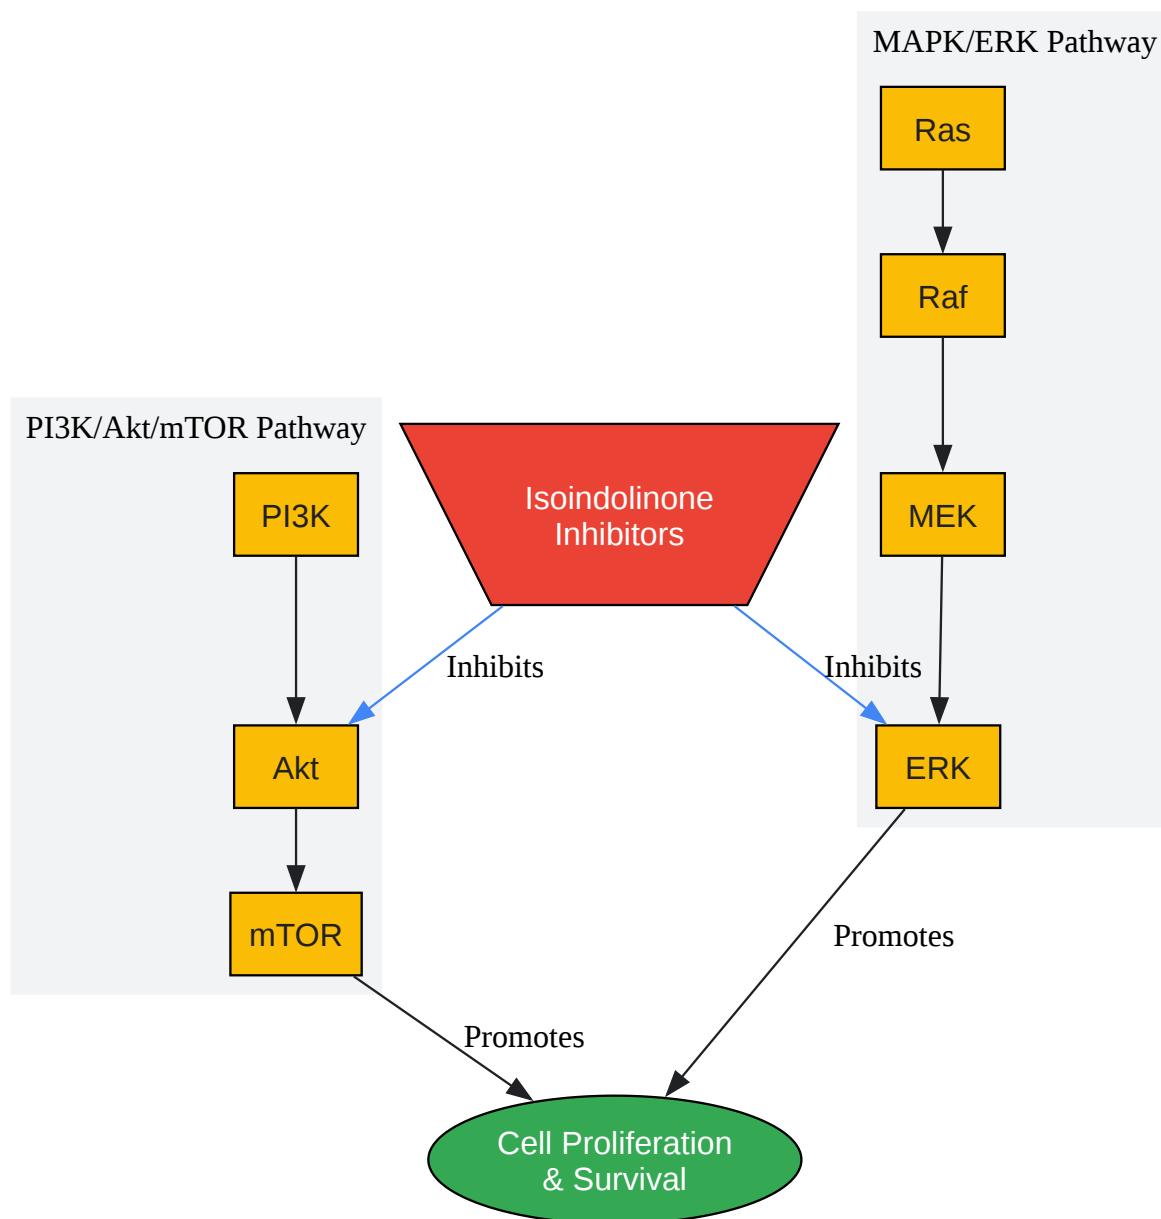 MAPK/ERK Pathway
Ras
Raf
PI3K/Akt/mTOR Pathway
PI3K
Isoindolinone
Inhibitors
MEK
Inhibits
Inhibits
Akt
ERK
mTOR
Promotes
Promotes
Cell Proliferation
& Survival